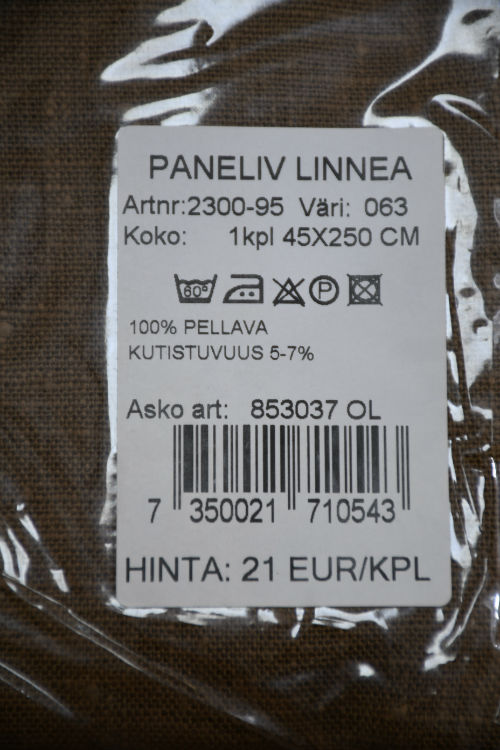 PANELIV LINNEA
Artnr:2300-95 Väri: 063
Koko: 1kpl 45X250 CM
60° P
100% PELLAVA
KUTISTUVUUS 5-7%
Asko art: 853037 OL
7 350021 710543
HINTA: 21 EUR/KPL